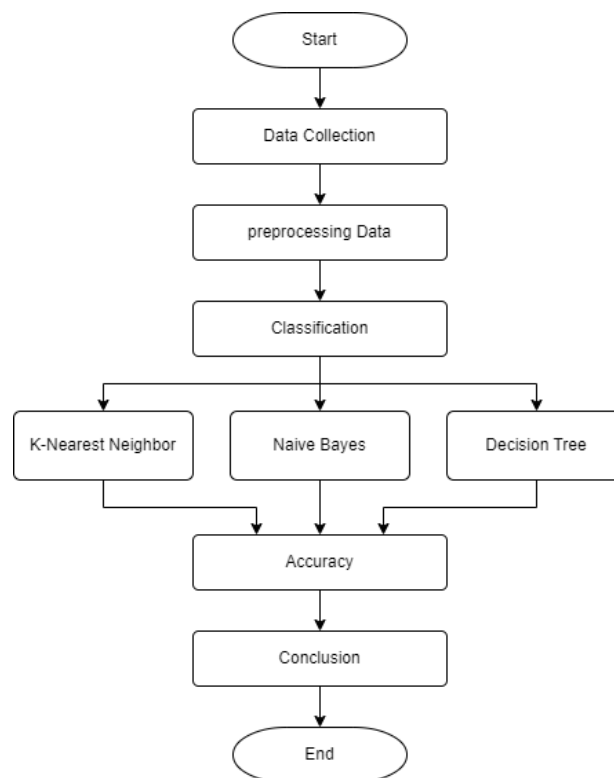 Start
Data Collection
preprocessing Data
Classification
K-Nearest Neighbor
Naive Bayes
Decision Tree
Accuracy
Conclusion
End